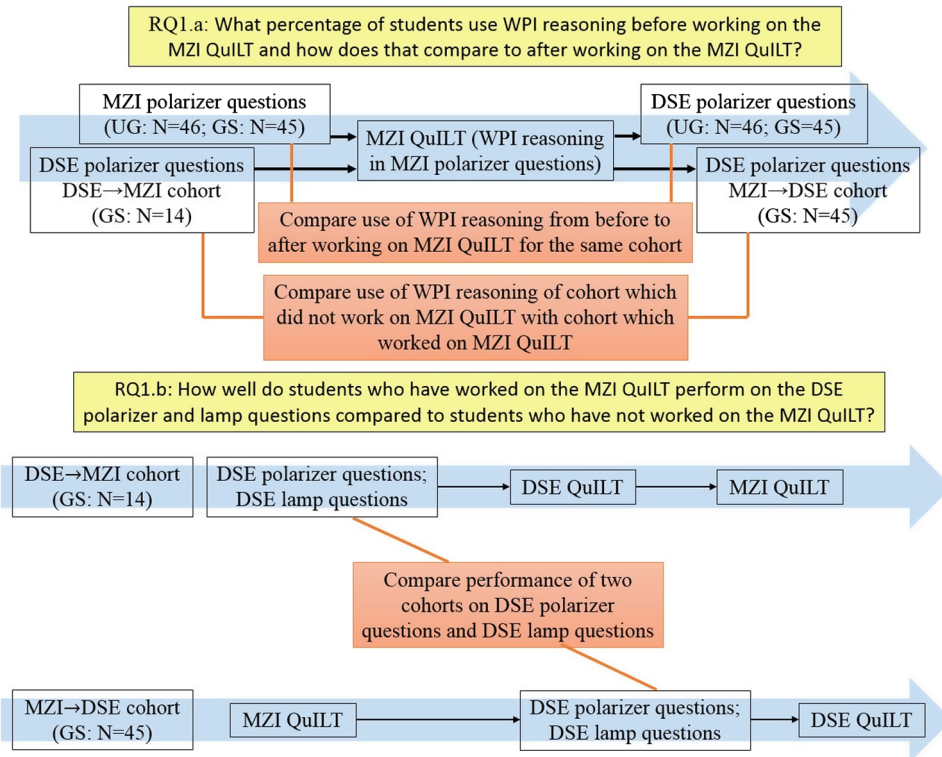 RQ1.a: What percentage of students use WPI reasoning before working on the
MZI QuILT and how does that compare to after working on the MZI QuILT?
MZI polarizer questions
(UG: N=46; GS: N=45)
DSE polarizer questions
DSE→MZI cohort
(GS: N=14)
MZI QuILT (WPI reasoning
in MZI polarizer questions)
DSE polarizer questions
(UG: N=46; GS=45)
DSE polarizer questions
MZI→DSE cohort
(GS: N=45)
Compare use of WPI reasoning from before to
after working on MZI QuILT for the same cohort
Compare use of WPI reasoning of cohort which
did not work on MZI QuILT with cohort which
worked on MZI QuILT
RQ1.b: How well do students who have worked on the MZI QuILT perform on the DSE
polarizer and lamp questions compared to students who have not worked on the MZI QuILT?
DSE→MZI cohort
(GS: N=14)
DSE polarizer questions;
DSE lamp questions
DSE QuILT
MZI QuILT
Compare performance of two
cohorts on DSE polarizer
questions and DSE lamp questions
MZI→DSE cohort
(GS: N=45)
MZI QuILT
DSE polarizer questions;
DSE lamp questions
DSE QuILT